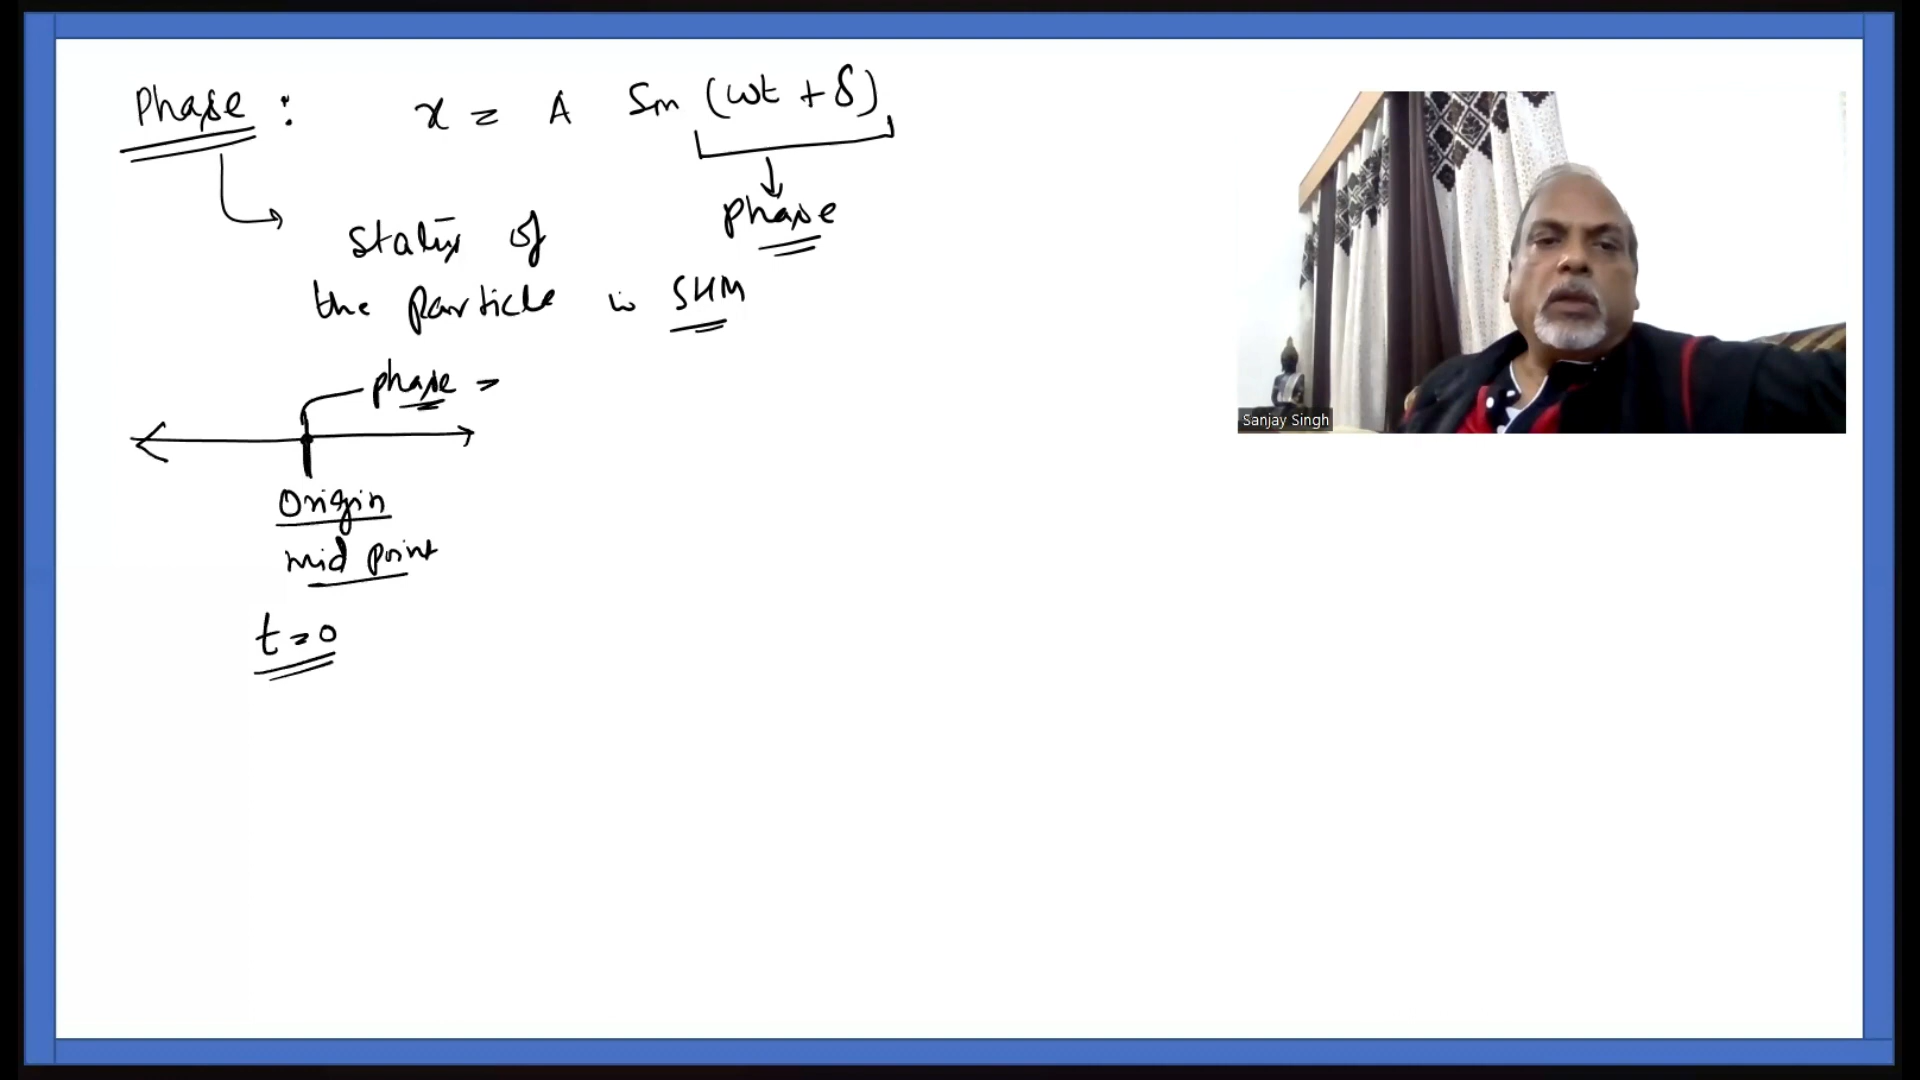 Phase : x = A Sin (ωt + δ)
phase
status of
the particle in SHM
phase =
Origin
mid point
t = 0
Sanjay Singh